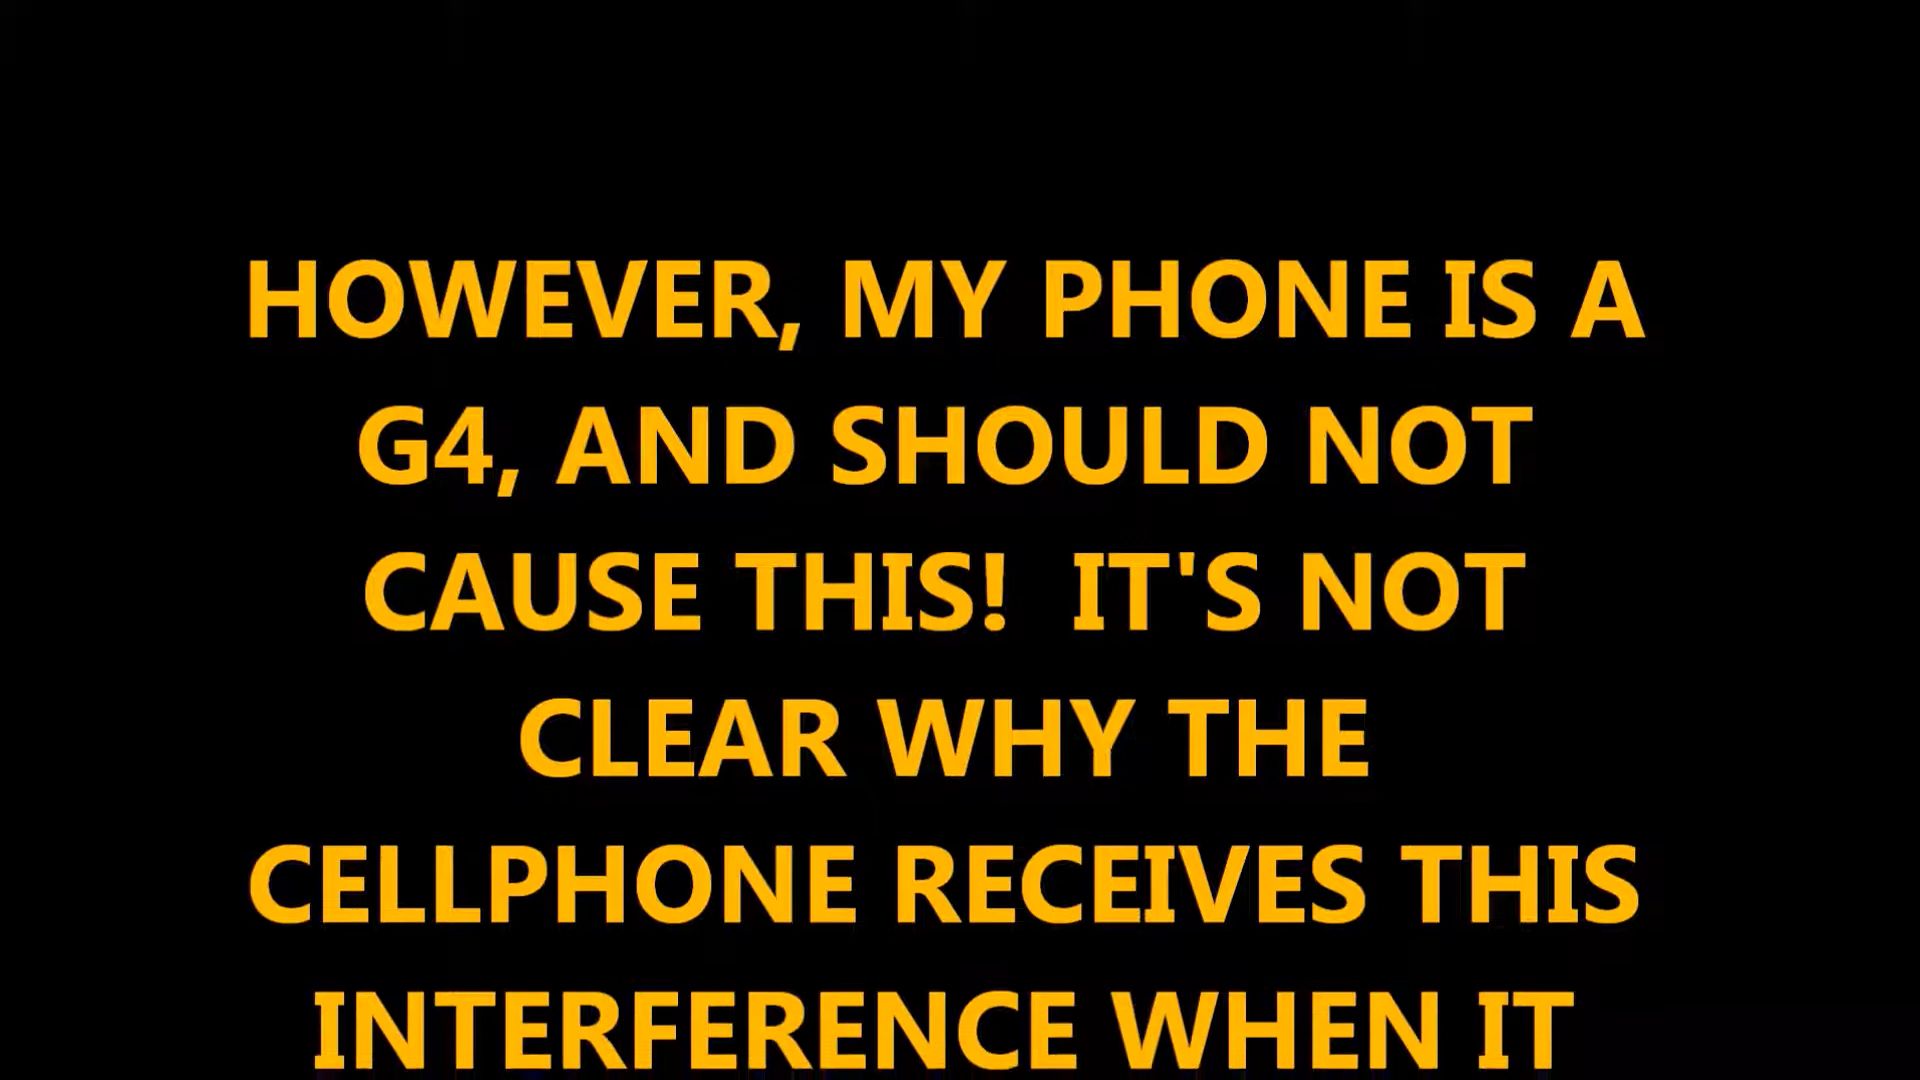 HOWEVER, MY PHONE IS A
G4, AND SHOULD NOT
CAUSE THIS!  IT'S NOT
CLEAR WHY THE
CELLPHONE RECEIVES THIS
INTERFERENCE WHEN IT